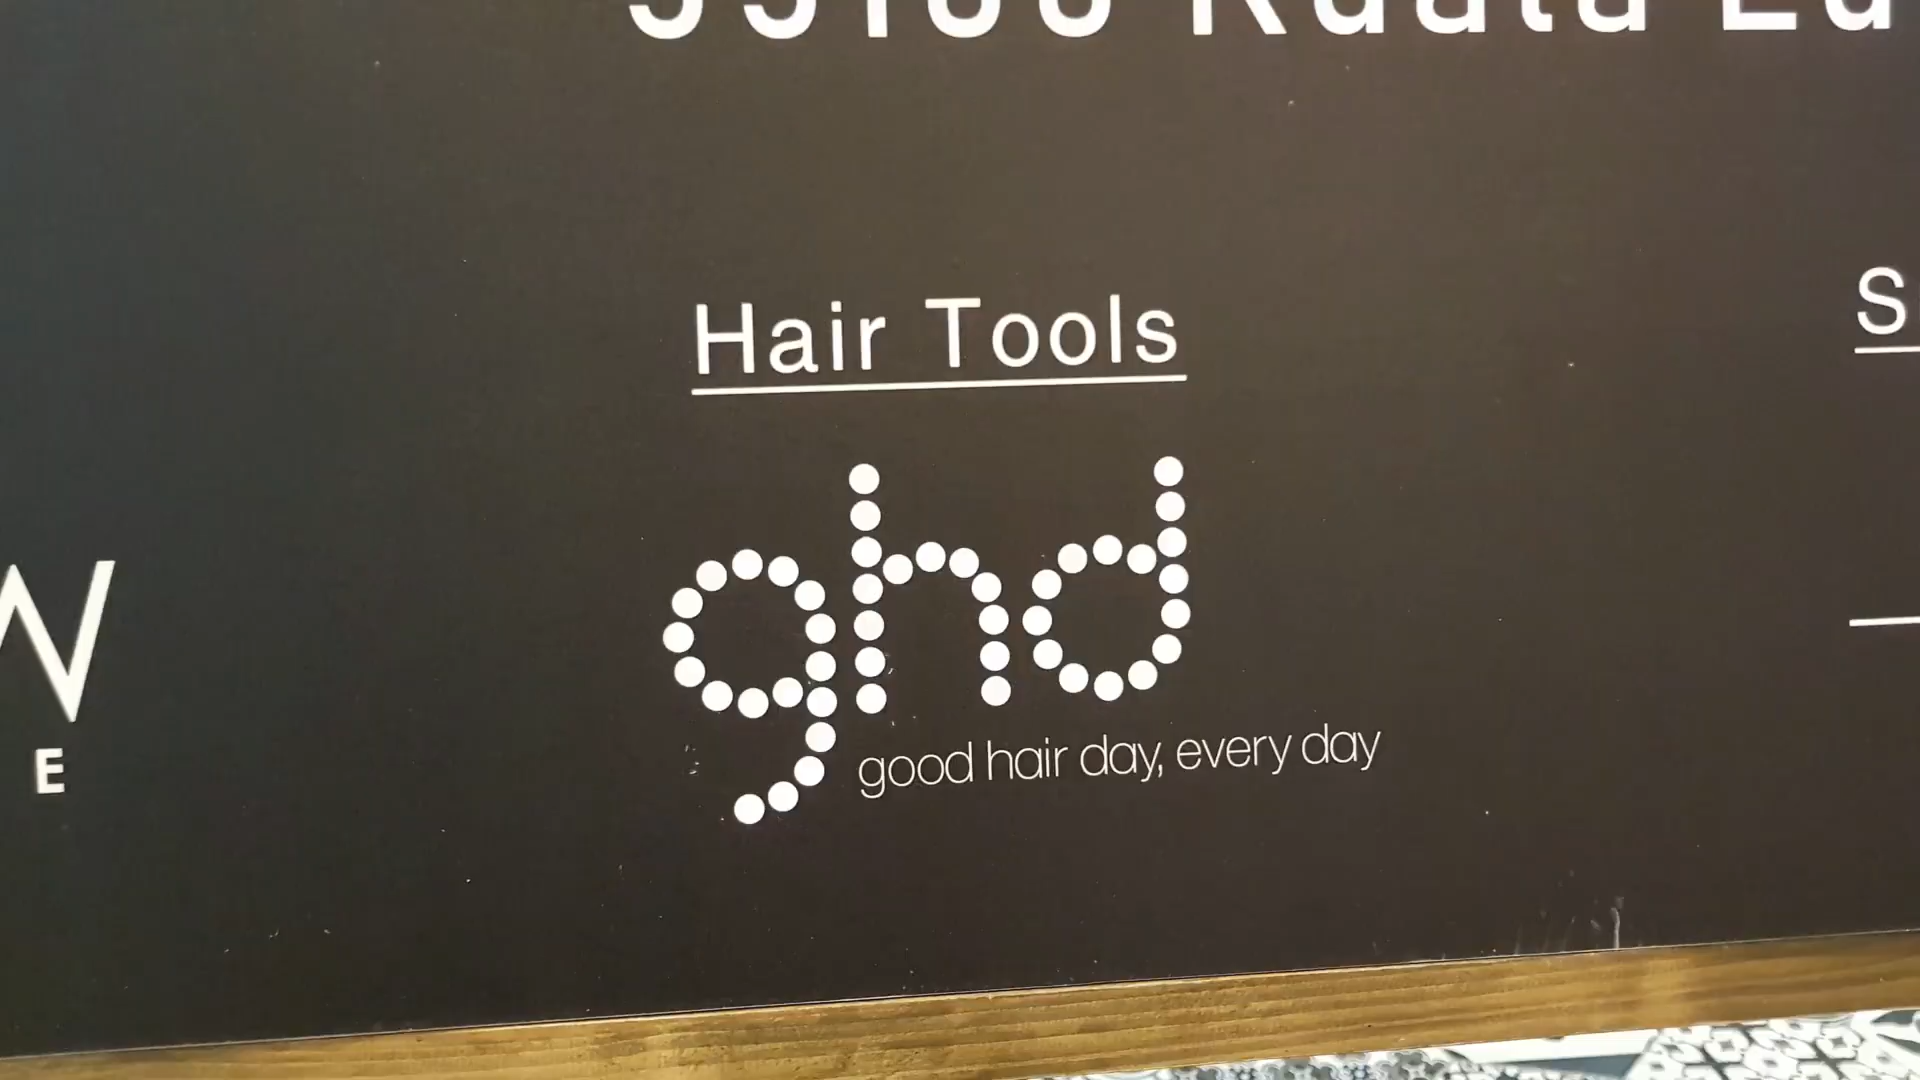 Hair Tools
ghd
good hair day, every day
W
E
S